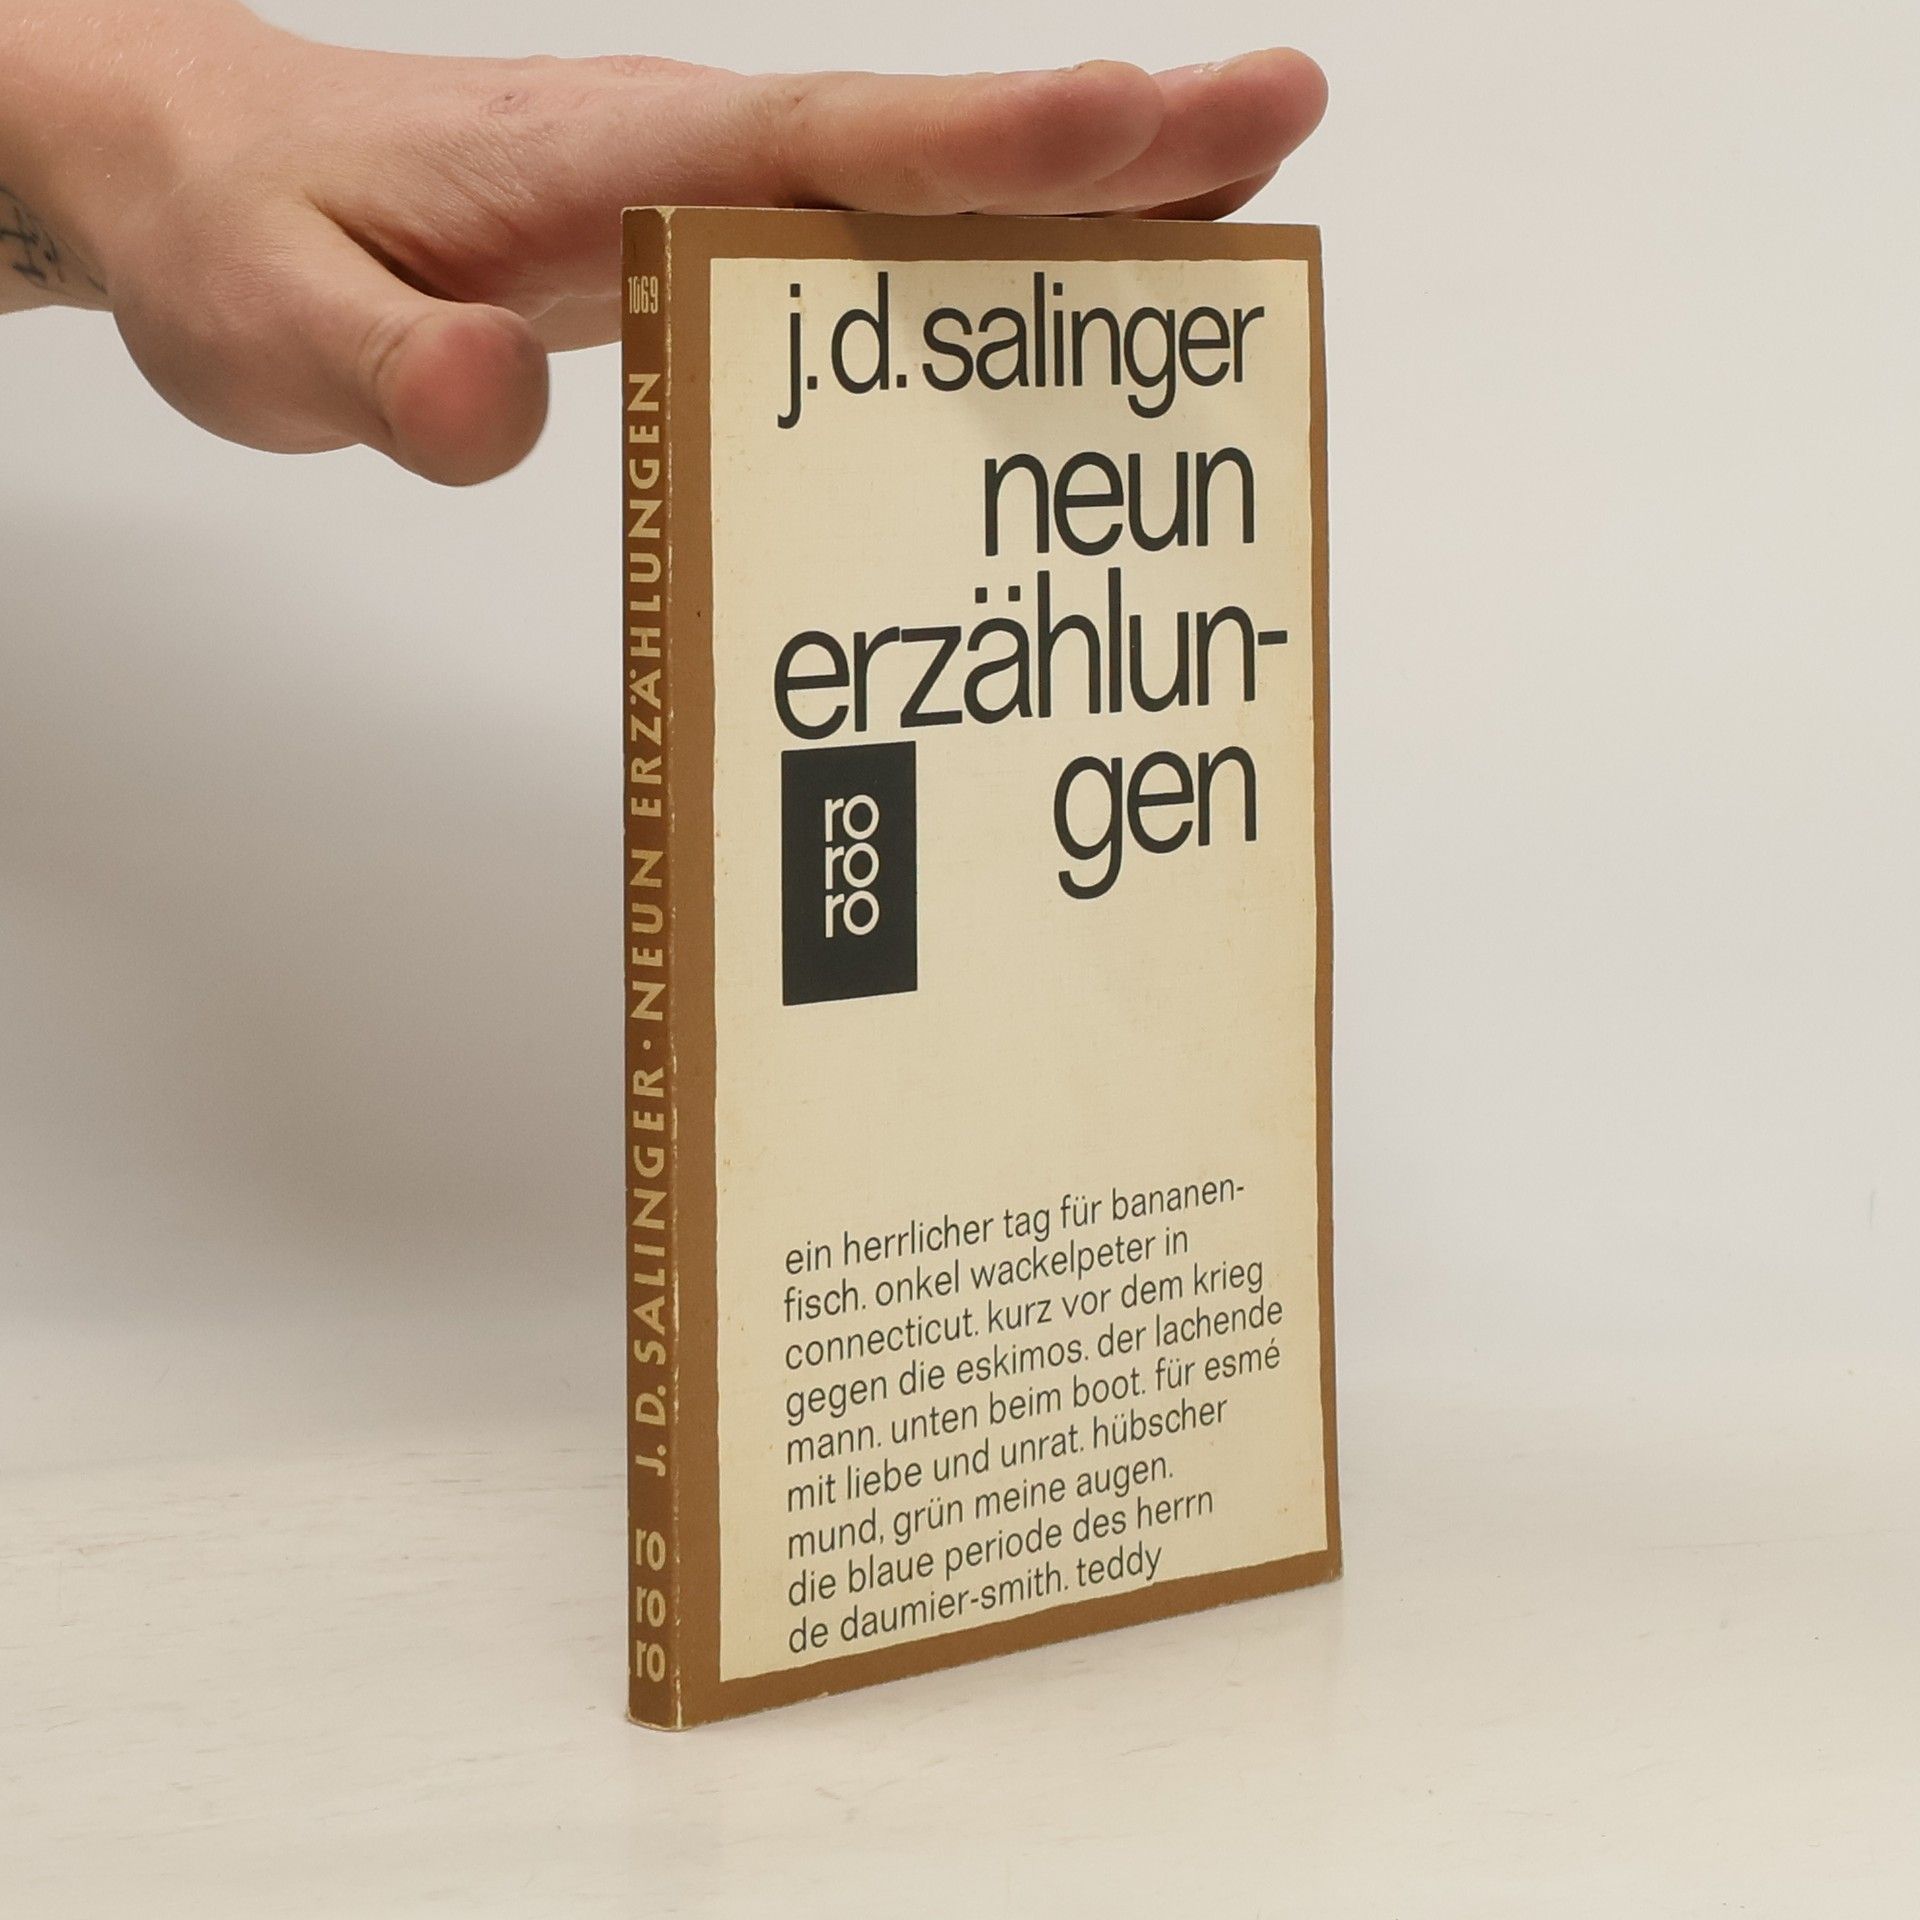 1069
J. D. SALINGER · NEUN ERZÄHLUNGEN
ro
ro
ro
j.d.salinger
neun
erzählun-
gen
ro
ro
ro
ein herrlicher tag für bananen-
fisch. onkel wackelpeter in
connecticut. kurz vor dem krieg
gegen die eskimos. der lachende
mann. unten beim boot. für esmé
mit liebe und unrat. hübscher
mund, grün meine augen.
die blaue periode des herrn
de daumier-smith. teddy